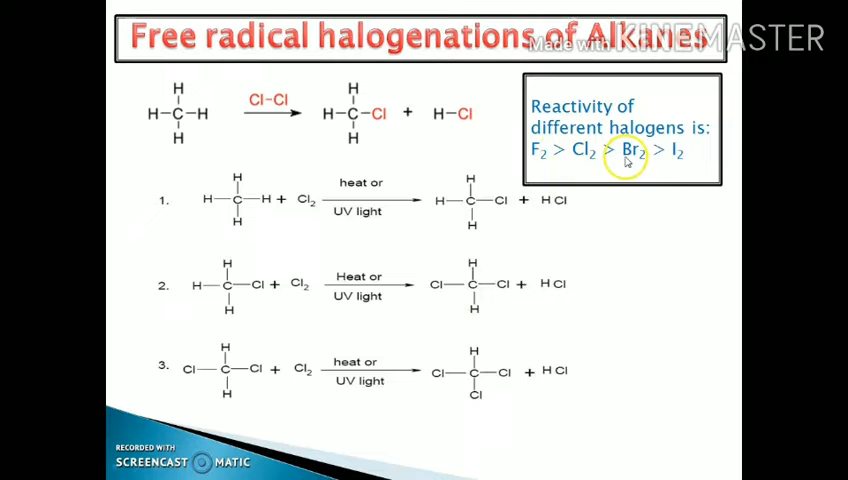 Free radical halogenations of Alkanes
Made with KINEMASTER
H
H–C–H
H
Cl–Cl
H
H–C–Cl + H–Cl
H
Reactivity of
different halogens is:
F2 > Cl2 > Br2 > I2
1.
H
H–C–H + Cl2
H
heat or
UV light
H
H–C–Cl + H Cl
H
2.
H
H–C–Cl + Cl2
H
Heat or
UV light
H
Cl–C–Cl + H Cl
H
3.
H
Cl–C–Cl + Cl2
H
heat or
UV light
H
Cl–C–Cl + H Cl
Cl
RECORDED WITH
SCREENCAST MATIC